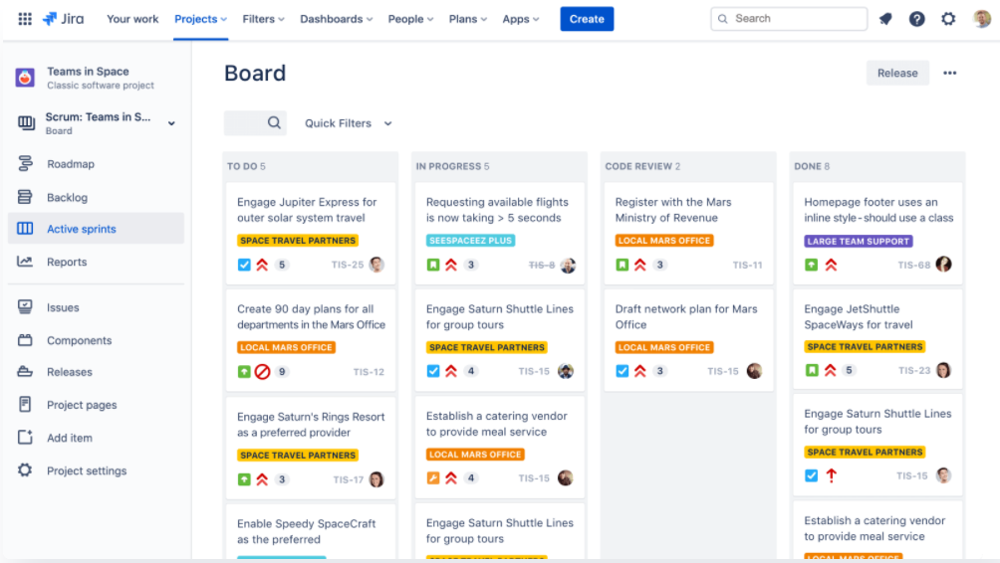 Jira Your work Projects Filters Dashboards People Plans Apps Create Search
Teams in Space
Classic software project
Scrum: Teams in S...
Board
Roadmap
Backlog
Active sprints
Reports
Issues
Components
Releases
Project pages
Add item
Project settings
Board
Release
Quick Filters
TO DO 5
Engage Jupiter Express for
outer solar system travel
SPACE TRAVEL PARTNERS
5 TIS-25
Create 90 day plans for all
departments in the Mars Office
LOCAL MARS OFFICE
9 TIS-12
Engage Saturn's Rings Resort
as a preferred provider
SPACE TRAVEL PARTNERS
3 TIS-17
Enable Speedy SpaceCraft
as the preferred
IN PROGRESS 5
Requesting available flights
is now taking > 5 seconds
SEESPACEEZ PLUS
3 TIS-8
Engage Saturn Shuttle Lines
for group tours
SPACE TRAVEL PARTNERS
4 TIS-15
Establish a catering vendor
to provide meal service
LOCAL MARS OFFICE
4 TIS-15
Engage Saturn Shuttle Lines
for group tours
SPACE TRAVEL PARTNERS
CODE REVIEW 2
Register with the Mars
Ministry of Revenue
LOCAL MARS OFFICE
3 TIS-11
Draft network plan for Mars
Office
LOCAL MARS OFFICE
3 TIS-15
DONE 8
Homepage footer uses an
inline style-should use a class
LARGE TEAM SUPPORT
TIS-68
Engage JetShuttle
SpaceWays for travel
SPACE TRAVEL PARTNERS
5 TIS-23
Engage Saturn Shuttle Lines
for group tours
SPACE TRAVEL PARTNERS
TIS-15
Establish a catering vendor
to provide meal service
LOCAL MARS OFFICE